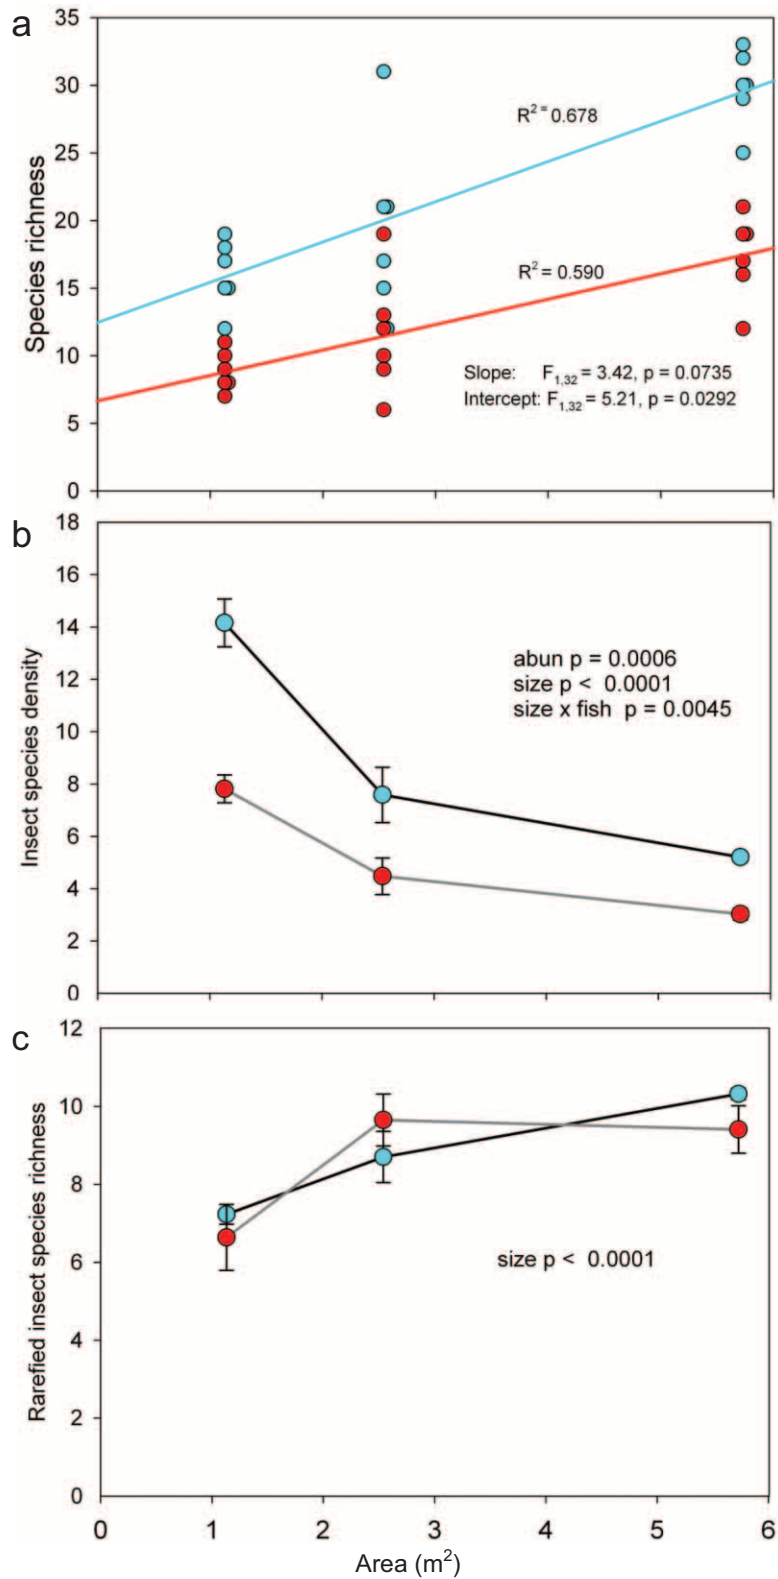 a
35
30
25
20
15
10
5
0
Species richness
R² = 0.678
R² = 0.590
Slope: F₁,₃₂ = 3.42, p = 0.0735
Intercept: F₁,₃₂ = 5.21, p = 0.0292
b
18
16
14
12
10
8
6
4
2
0
Insect species density
abun p = 0.0006
size p < 0.0001
size x fish p = 0.0045
c
12
10
8
6
4
2
0
Rarefied insect species richness
size p < 0.0001
0 1 2 3 4 5 6
Area (m²)